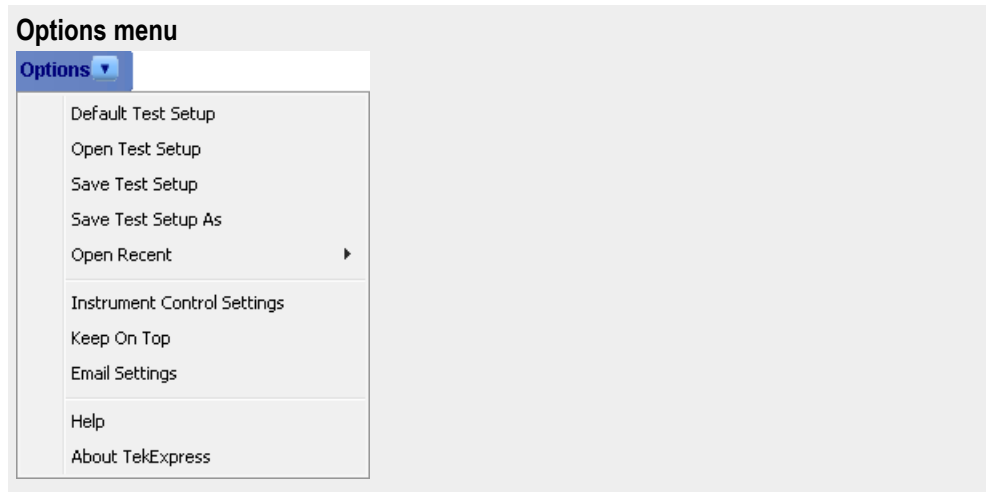 Options menu
Options
Default Test Setup
Open Test Setup
Save Test Setup
Save Test Setup As
Open Recent
Instrument Control Settings
Keep On Top
Email Settings
Help
About TekExpress